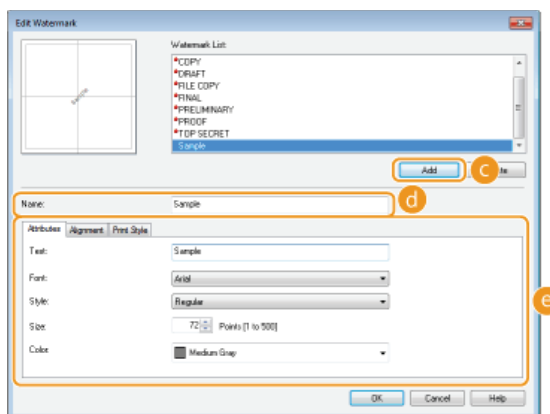 Edit Watermark
Watermark List:
*COPY
*DRAFT
*FILE COPY
*FINAL
*PRELIMINARY
*PROOF
*TOP SECRET
Sample
Sample
Add
c
Name:
Sample
d
Attributes Alignment Print Style
Text:
Sample
Font:
Arial
Style:
Regular
e
Size:
72 Points [1 to 500]
Color:
Medium Gray
OK Cancel Help